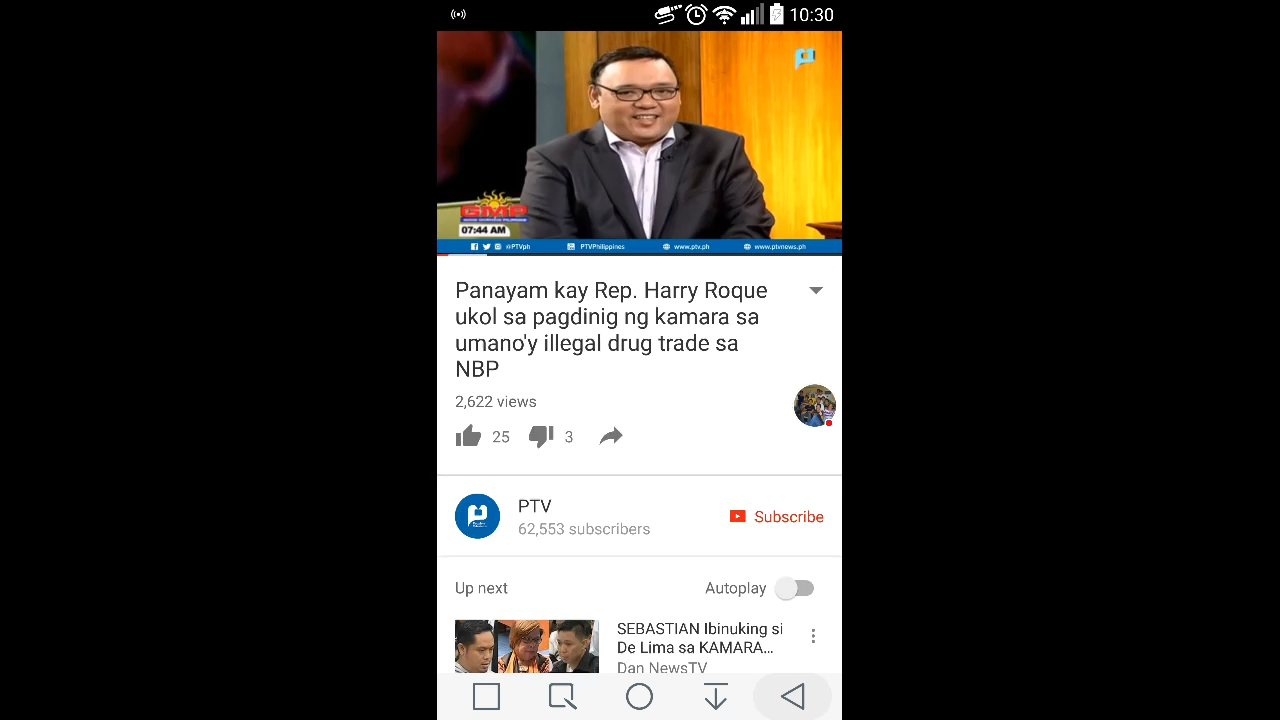 10:30
GMP
07:44 AM
@PTVph
PTVPhilippines
www.ptv.ph
www.ptvnews.ph
Panayam kay Rep. Harry Roque
ukol sa pagdinig ng kamara sa
umano'y illegal drug trade sa
NBP
2,622 views
25
3
PTV
62,553 subscribers
Subscribe
Up next
Autoplay
SEBASTIAN Ibinuking si
De Lima sa KAMARA...
Dan NewsTV